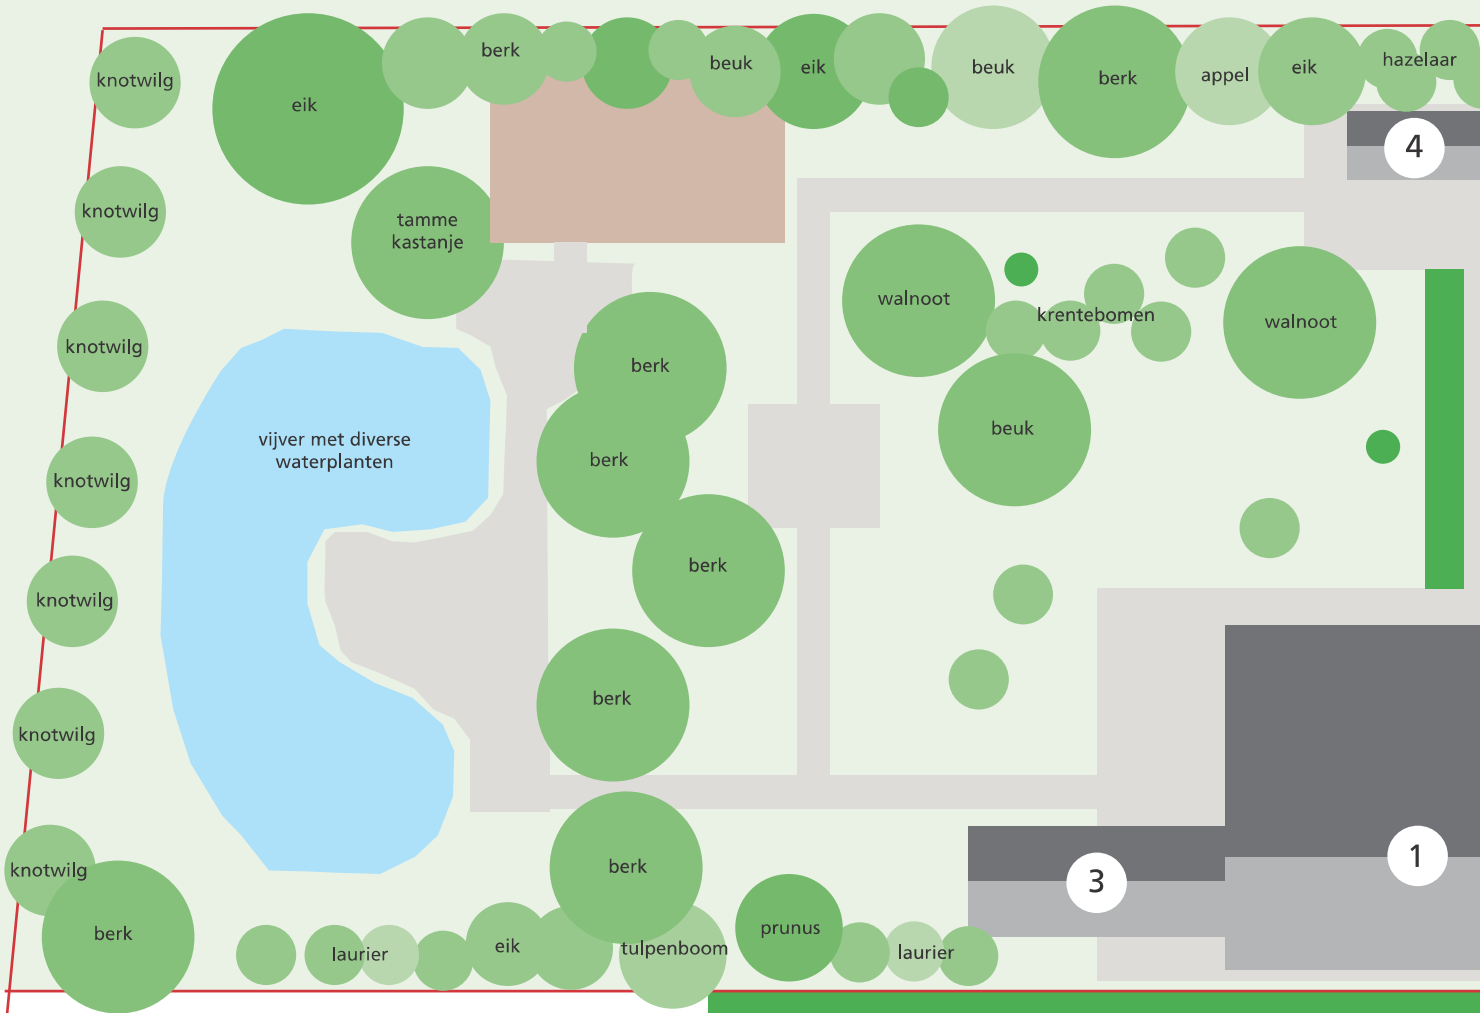 knotwilg
eik
berk
beuk
eik
beuk
berk
appel
eik
hazelaar
4
knotwilg
tamme
kastanje
walnoot
krentebomen
walnoot
knotwilg
berk
beuk
vijver met diverse
waterplanten
berk
knotwilg
berk
knotwilg
berk
knotwilg
knotwilg
berk
3
1
berk
laurier
eik
tulpenboom
prunus
laurier